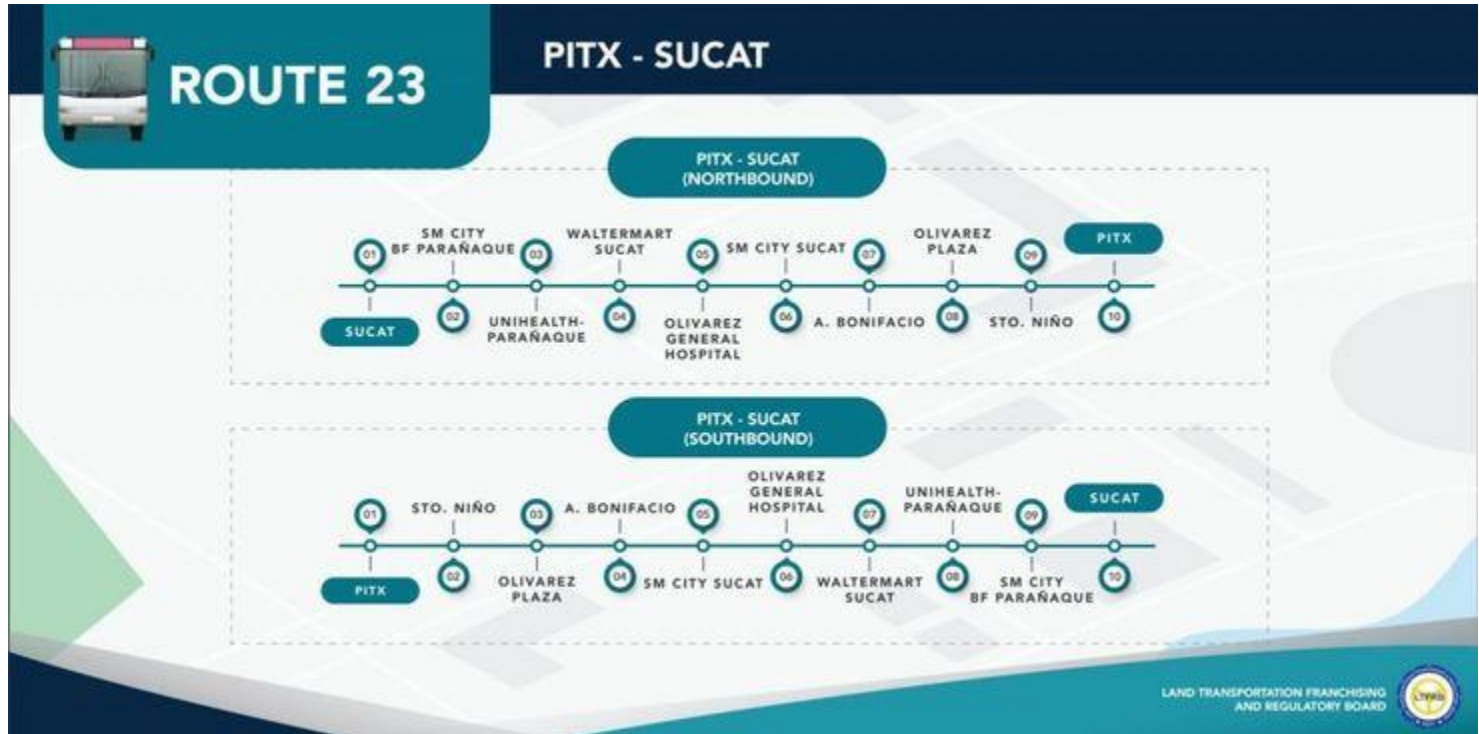 ROUTE 23
PITX - SUCAT
PITX - SUCAT
(NORTHBOUND)
01
SUCAT
SM CITY
BF PARAÑAQUE
02
03
UNIHEALTH-
PARAÑAQUE
WALTERMART
SUCAT
04
05
OLIVAREZ
GENERAL
HOSPITAL
SM CITY SUCAT
06
07
A. BONIFACIO
OLIVAREZ
PLAZA
08
09
STO. NIÑO
PITX
10
PITX - SUCAT
(SOUTHBOUND)
01
PITX
STO. NIÑO
02
03
OLIVAREZ
PLAZA
A. BONIFACIO
04
05
SM CITY SUCAT
OLIVAREZ
GENERAL
HOSPITAL
06
07
WALTERMART
SUCAT
UNIHEALTH-
PARAÑAQUE
08
09
SM CITY
BF PARAÑAQUE
SUCAT
10
LAND TRANSPORTATION FRANCHISING
AND REGULATORY BOARD
LTFRB